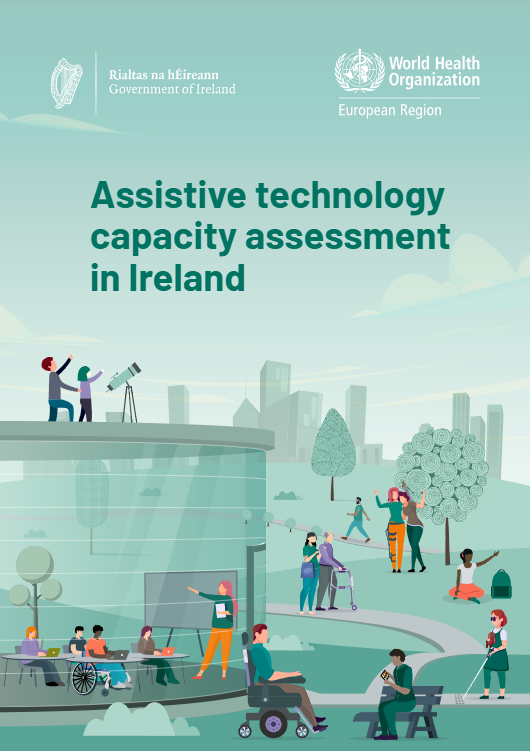 Rialtas na hÉireann
Government of Ireland
World Health
Organization
European Region
Assistive technology
capacity assessment
in Ireland